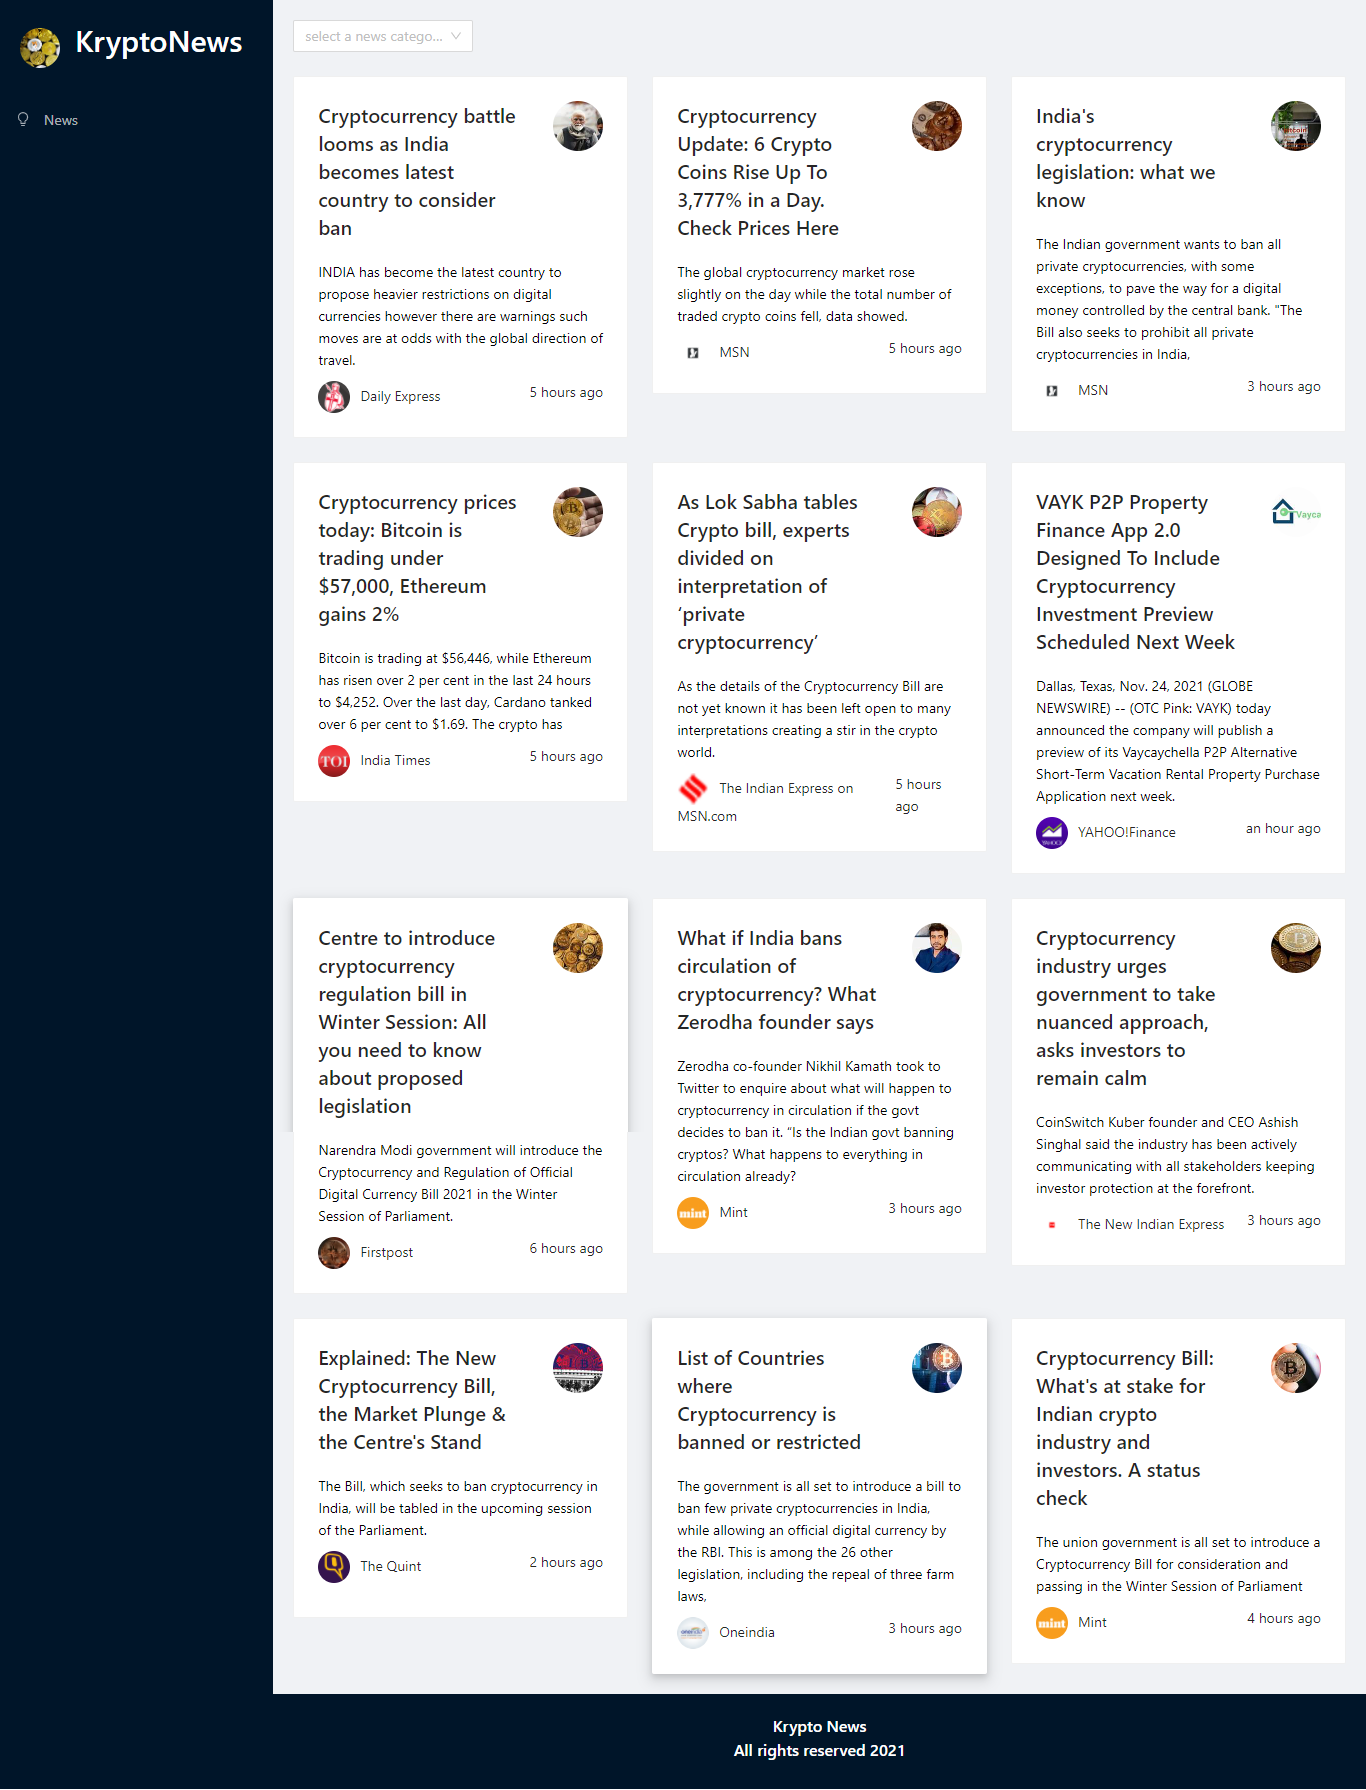 KryptoNews
News
select a news catego...
Cryptocurrency battle
looms as India
becomes latest
country to consider
ban
INDIA has become the latest country to
propose heavier restrictions on digital
currencies however there are warnings such
moves are at odds with the global direction of
travel.
Daily Express
5 hours ago
Cryptocurrency
Update: 6 Crypto
Coins Rise Up To
3,777% in a Day.
Check Prices Here
The global cryptocurrency market rose
slightly on the day while the total number of
traded crypto coins fell, data showed.
MSN
5 hours ago
India's
cryptocurrency
legislation: what we
know
The Indian government wants to ban all
private cryptocurrencies, with some
exceptions, to pave the way for a digital
money controlled by the central bank. "The
Bill also seeks to prohibit all private
cryptocurrencies in India,
MSN
3 hours ago
Cryptocurrency prices
today: Bitcoin is
trading under
$57,000, Ethereum
gains 2%
Bitcoin is trading at $56,446, while Ethereum
has risen over 2 per cent in the last 24 hours
to $4,252. Over the last day, Cardano tanked
over 6 per cent to $1.69. The crypto has
TOI
India Times
5 hours ago
As Lok Sabha tables
Crypto bill, experts
divided on
interpretation of
‘private
cryptocurrency’
As the details of the Cryptocurrency Bill are
not yet known it has been left open to many
interpretations creating a stir in the crypto
world.
The Indian Express on
MSN.com
5 hours
ago
VAYK P2P Property
Finance App 2.0
Designed To Include
Cryptocurrency
Investment Preview
Scheduled Next Week
Vayca
Dallas, Texas, Nov. 24, 2021 (GLOBE
NEWSWIRE) -- (OTC Pink: VAYK) today
announced the company will publish a
preview of its Vaycaychella P2P Alternative
Short-Term Vacation Rental Property Purchase
Application next week.
YAHOO!
YAHOO!Finance
an hour ago
Centre to introduce
cryptocurrency
regulation bill in
Winter Session: All
you need to know
about proposed
legislation
Narendra Modi government will introduce the
Cryptocurrency and Regulation of Official
Digital Currency Bill 2021 in the Winter
Session of Parliament.
Firstpost
6 hours ago
What if India bans
circulation of
cryptocurrency? What
Zerodha founder says
Zerodha co-founder Nikhil Kamath took to
Twitter to enquire about what will happen to
cryptocurrency in circulation if the govt
decides to ban it. “Is the Indian govt banning
cryptos? What happens to everything in
circulation already?
mint
Mint
3 hours ago
Cryptocurrency
industry urges
government to take
nuanced approach,
asks investors to
remain calm
CoinSwitch Kuber founder and CEO Ashish
Singhal said the industry has been actively
communicating with all stakeholders keeping
investor protection at the forefront.
The New Indian Express
3 hours ago
Explained: The New
Cryptocurrency Bill,
the Market Plunge &
the Centre's Stand
The Bill, which seeks to ban cryptocurrency in
India, will be tabled in the upcoming session
of the Parliament.
The Quint
2 hours ago
List of Countries
where
Cryptocurrency is
banned or restricted
The government is all set to introduce a bill to
ban few private cryptocurrencies in India,
while allowing an official digital currency by
the RBI. This is among the 26 other
legislation, including the repeal of three farm
laws,
Oneindia
3 hours ago
Cryptocurrency Bill:
What's at stake for
Indian crypto
industry and
investors. A status
check
The union government is all set to introduce a
Cryptocurrency Bill for consideration and
passing in the Winter Session of Parliament
mint
Mint
4 hours ago
Krypto News
All rights reserved 2021